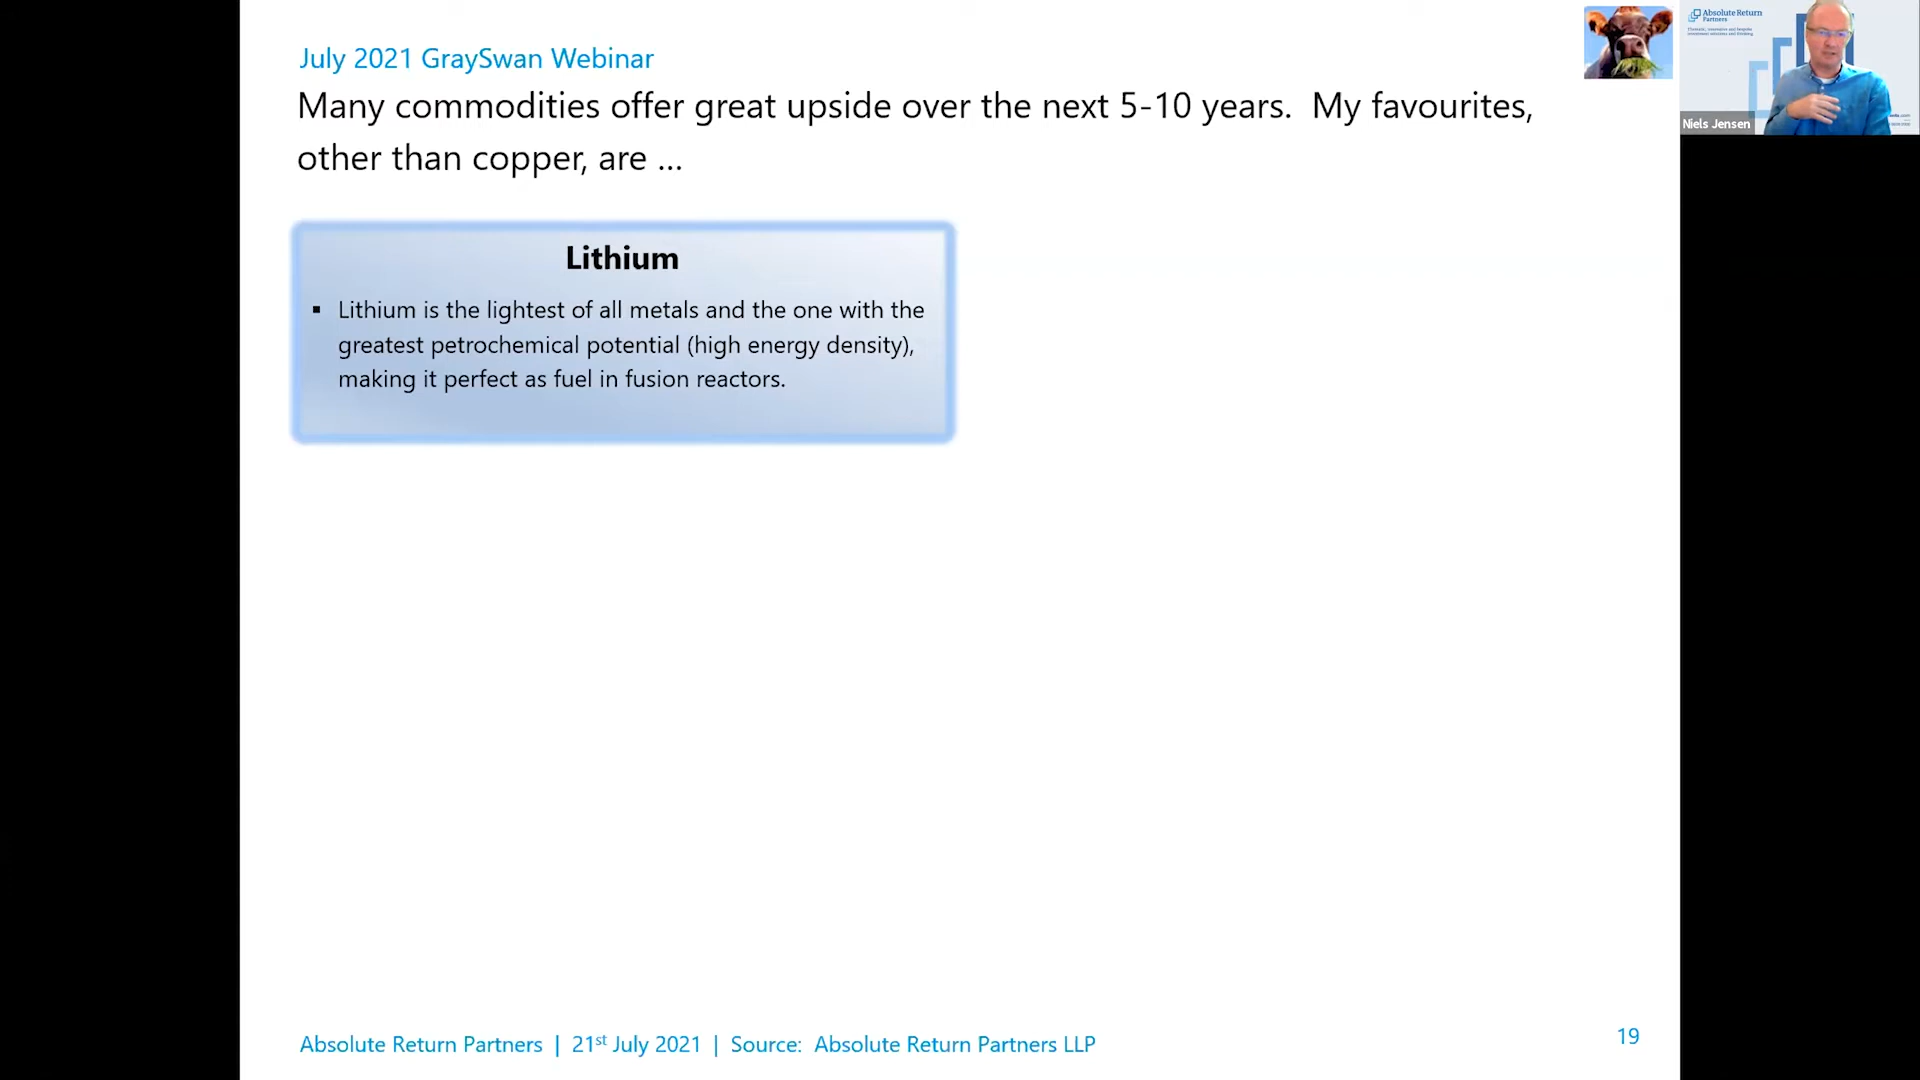 July 2021 GraySwan Webinar
Many commodities offer great upside over the next 5-10 years.  My favourites,
other than copper, are ...
Lithium
▪ Lithium is the lightest of all metals and the one with the
greatest petrochemical potential (high energy density),
making it perfect as fuel in fusion reactors.
Absolute Return Partners | 21st July 2021 | Source:  Absolute Return Partners LLP
19
Absolute Return
Partners
Niels Jensen